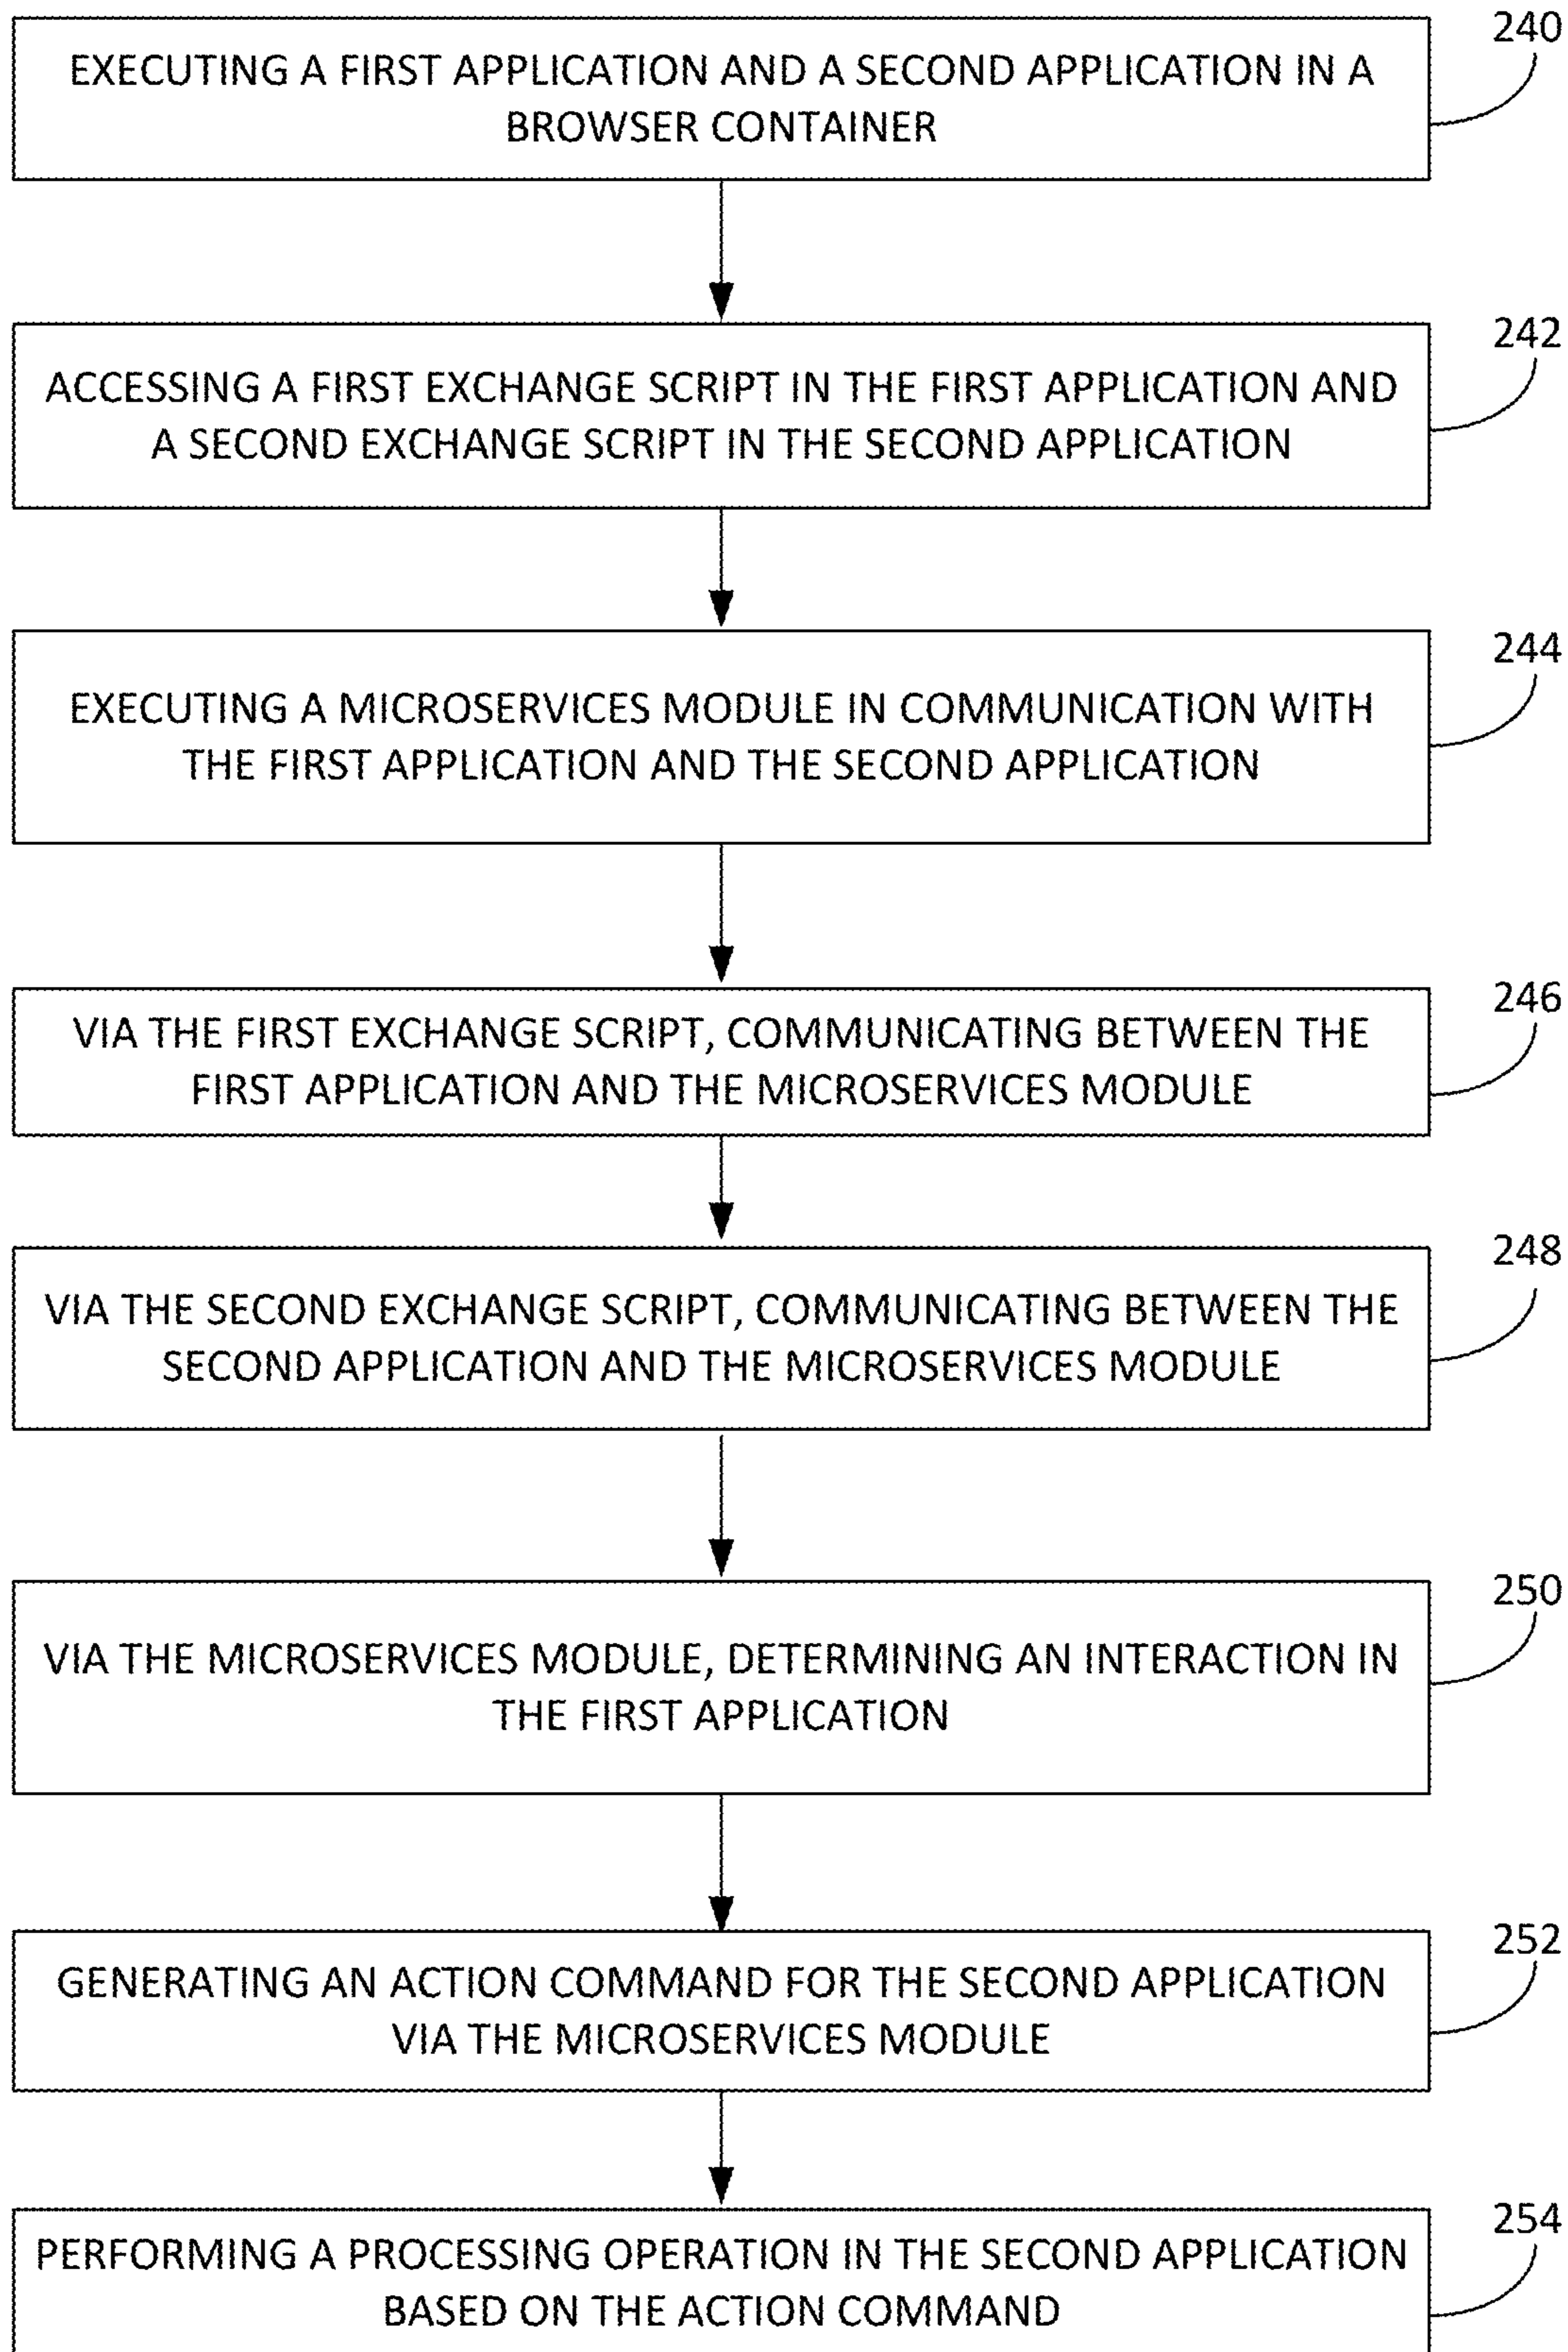 240
EXECUTING A FIRST APPLICATION AND A SECOND APPLICATION IN A
BROWSER CONTAINER
242
ACCESSING A FIRST EXCHANGE SCRIPT IN THE FIRST APPLICATION AND
A SECOND EXCHANGE SCRIPT IN THE SECOND APPLICATION
244
EXECUTING A MICROSERVICES MODULE IN COMMUNICATION WITH
THE FIRST APPLICATION AND THE SECOND APPLICATION
246
VIA THE FIRST EXCHANGE SCRIPT, COMMUNICATING BETWEEN THE
FIRST APPLICATION AND THE MICROSERVICES MODULE
248
VIA THE SECOND EXCHANGE SCRIPT, COMMUNICATING BETWEEN THE
SECOND APPLICATION AND THE MICROSERVICES MODULE
250
VIA THE MICROSERVICES MODULE, DETERMINING AN INTERACTION IN
THE FIRST APPLICATION
252
GENERATING AN ACTION COMMAND FOR THE SECOND APPLICATION
VIA THE MICROSERVICES MODULE
254
PERFORMING A PROCESSING OPERATION IN THE SECOND APPLICATION
BASED ON THE ACTION COMMAND